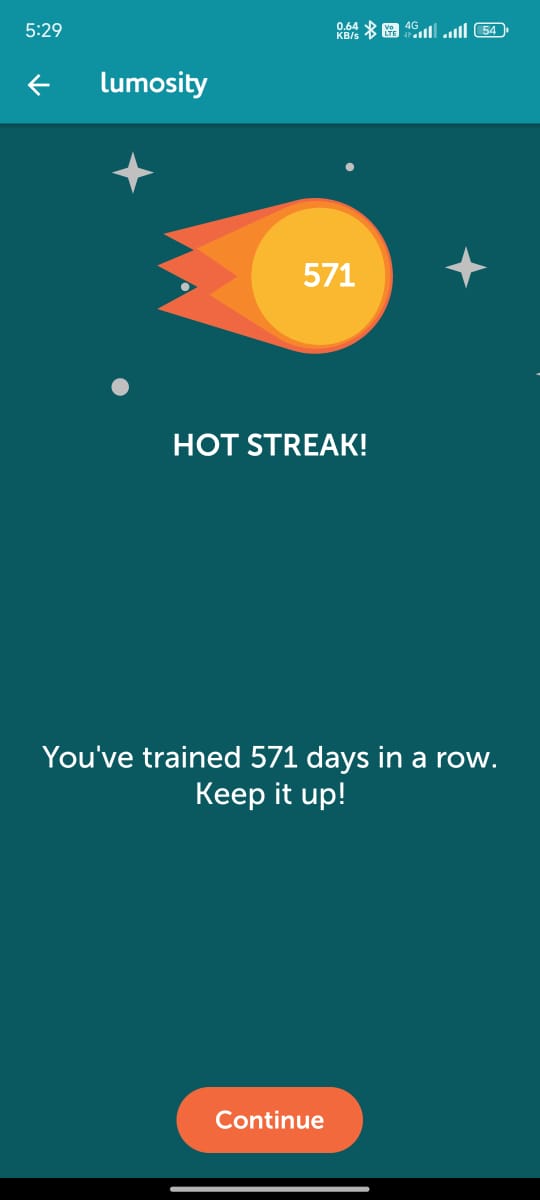 5:29
0.64
KB/s
Vo
LTE
4G
54
lumosity
571
HOT STREAK!
You've trained 571 days in a row.
Keep it up!
Continue